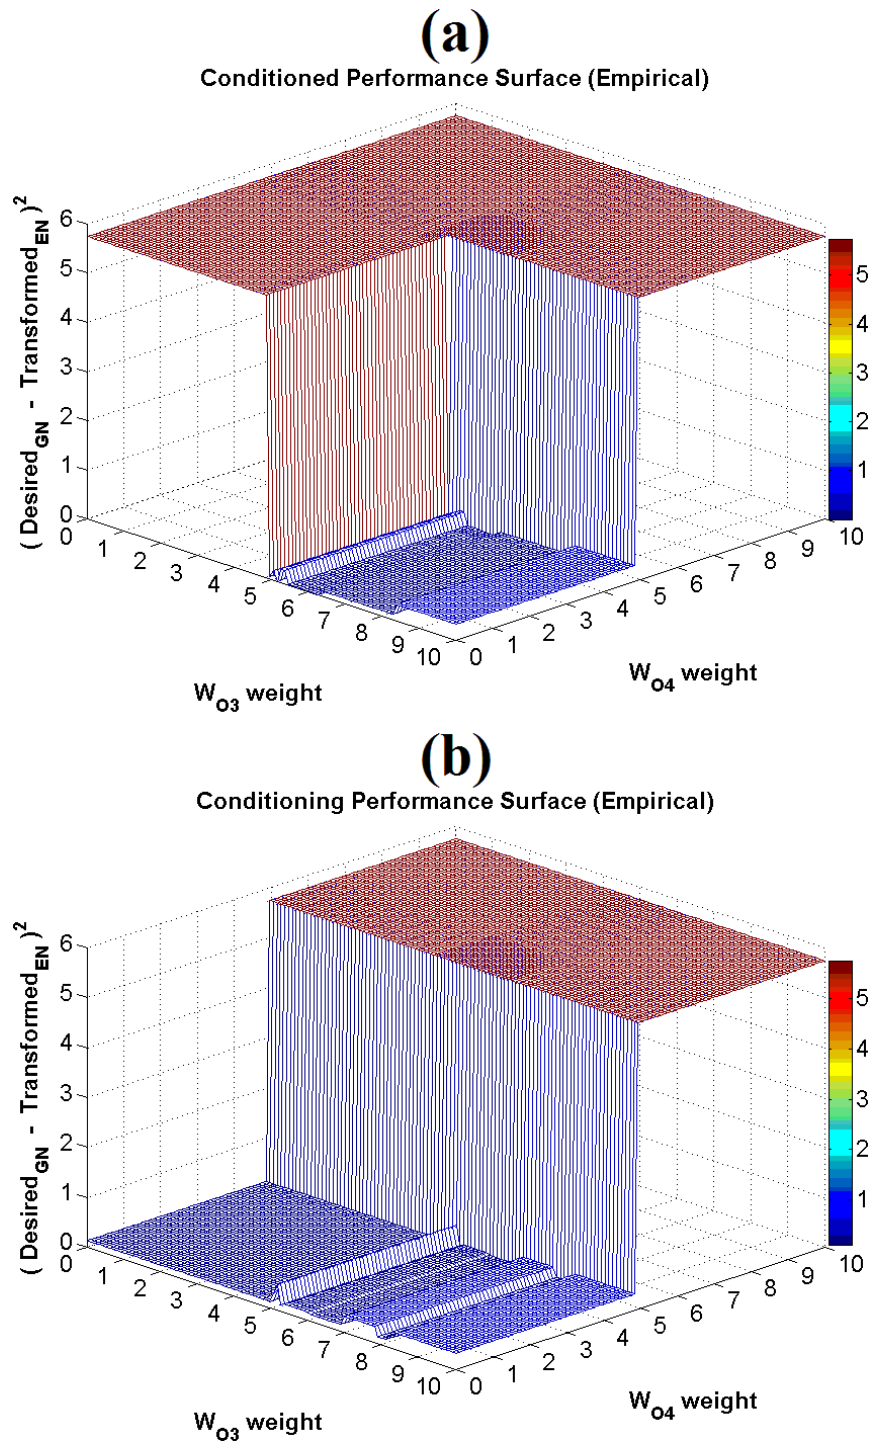 (a)
Conditioned Performance Surface (Empirical)
( Desired_GN - Transformed_EN )²
6
5
4
3
2
1
0
0 1 2 3 4 5 6 7 8 9 10
W_O3 weight
0 1 2 3 4 5 6 7 8 9 10
W_O4 weight
5
4
3
2
1
(b)
Conditioning Performance Surface (Empirical)
( Desired_GN - Transformed_EN )²
6
5
4
3
2
1
0
0 1 2 3 4 5 6 7 8 9 10
W_O3 weight
0 1 2 3 4 5 6 7 8 9 10
W_O4 weight
5
4
3
2
1